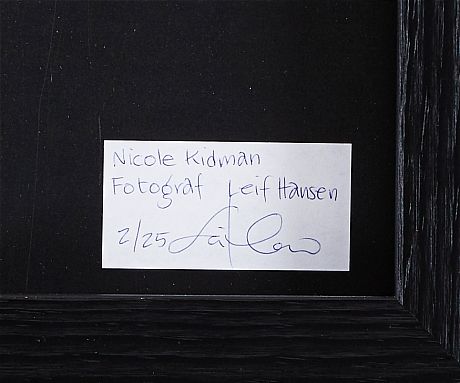 Nicole Kidman
Fotograf Leif Hansen
2/25